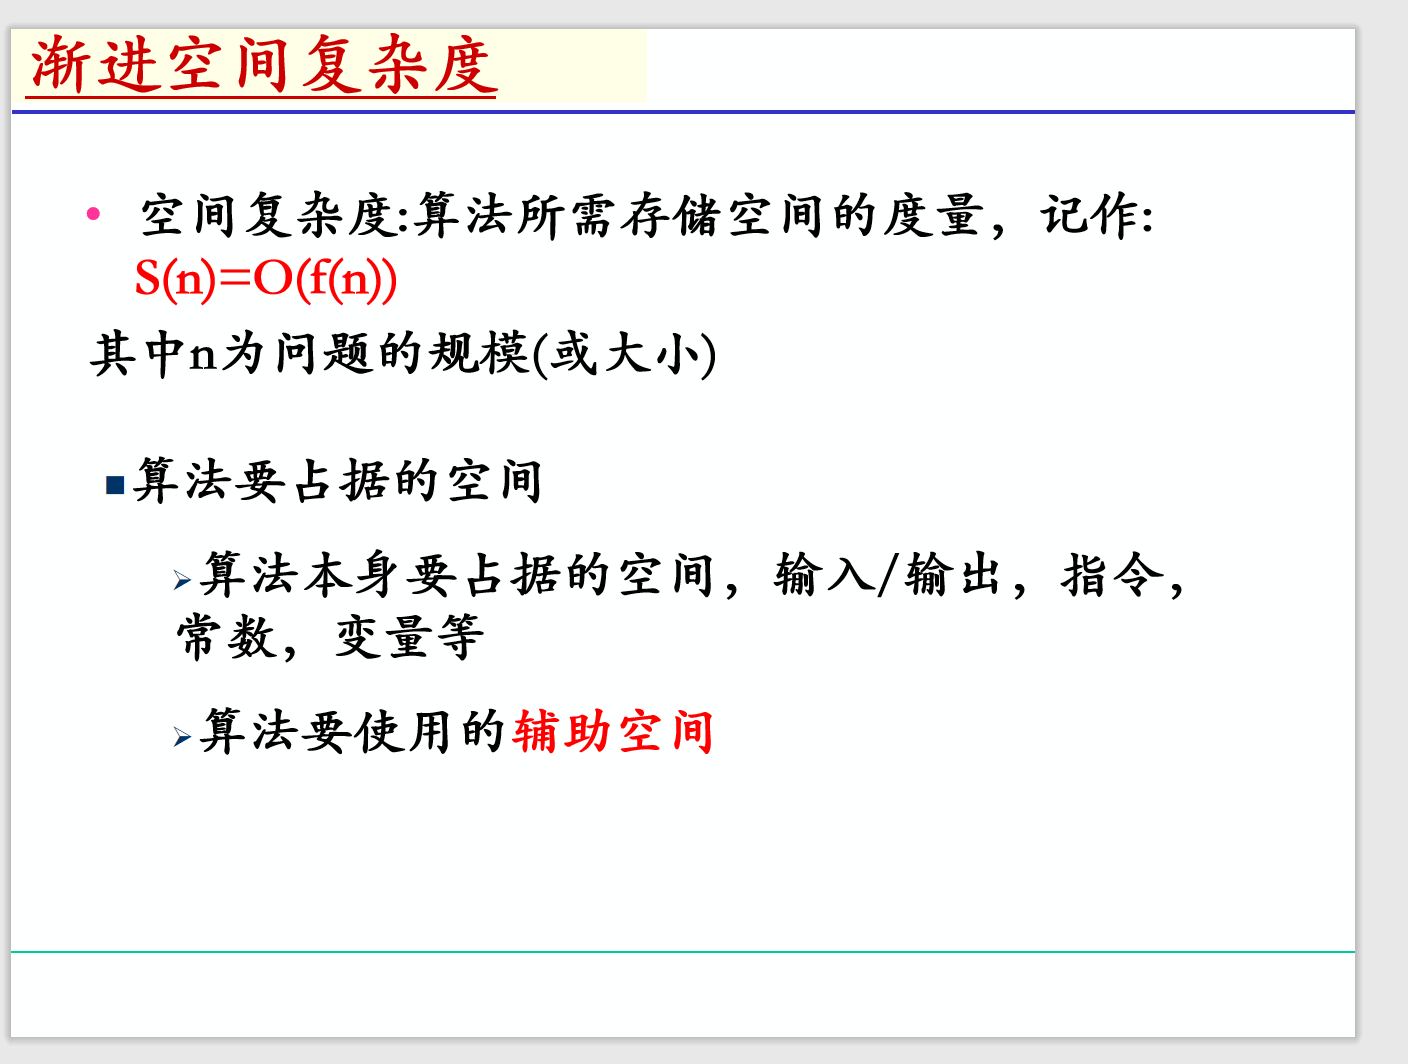 渐进空间复杂度
• 空间复杂度:算法所需存储空间的度量，记作:
S(n)=O(f(n))
其中n为问题的规模(或大小)
■算法要占据的空间
➢算法本身要占据的空间，输入/输出，指令，
常数，变量等
➢算法要使用的辅助空间